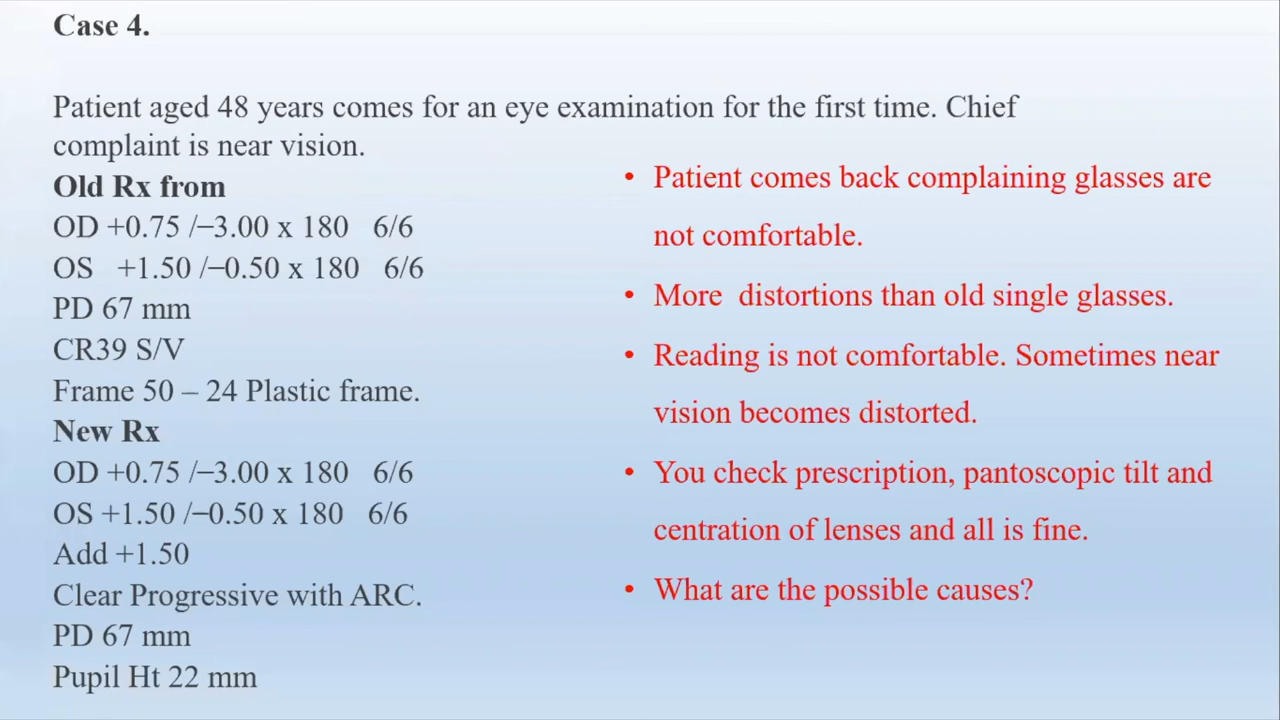 Case 4.
Patient aged 48 years comes for an eye examination for the first time. Chief
complaint is near vision.
Old Rx from
OD +0.75 /−3.00 x 180 6/6
OS +1.50 /−0.50 x 180 6/6
PD 67 mm
CR39 S/V
Frame 50 – 24 Plastic frame.
New Rx
OD +0.75 /−3.00 x 180 6/6
OS +1.50 /−0.50 x 180 6/6
Add +1.50
Clear Progressive with ARC.
PD 67 mm
Pupil Ht 22 mm
• Patient comes back complaining glasses are
not comfortable.
• More distortions than old single glasses.
• Reading is not comfortable. Sometimes near
vision becomes distorted.
• You check prescription, pantoscopic tilt and
centration of lenses and all is fine.
• What are the possible causes?